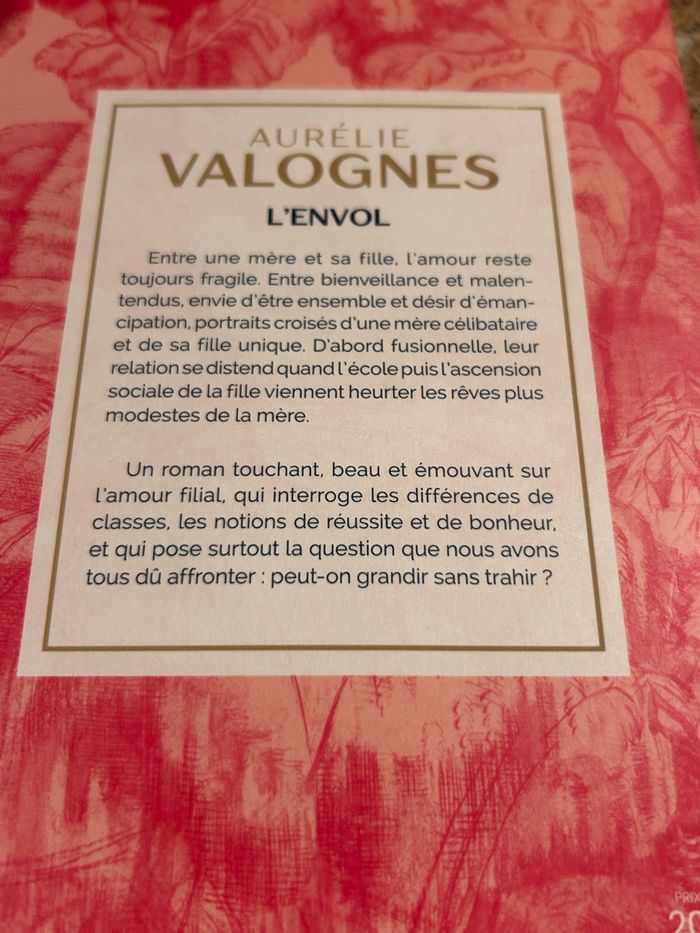 AURÉLIE
VALOGNES
L'ENVOL
Entre une mère et sa fille, l'amour reste
toujours fragile. Entre bienveillance et malen-
tendus, envie d'être ensemble et désir d'éman-
cipation, portraits croisés d'une mère célibataire
et de sa fille unique. D'abord fusionnelle, leur
relation se distend quand l'école puis l'ascension
sociale de la fille viennent heurter les rêves plus
modestes de la mère.
Un roman touchant, beau et émouvant sur
l'amour filial, qui interroge les différences de
classes, les notions de réussite et de bonheur,
et qui pose surtout la question que nous avons
tous dû affronter : peut-on grandir sans trahir ?
PRIX